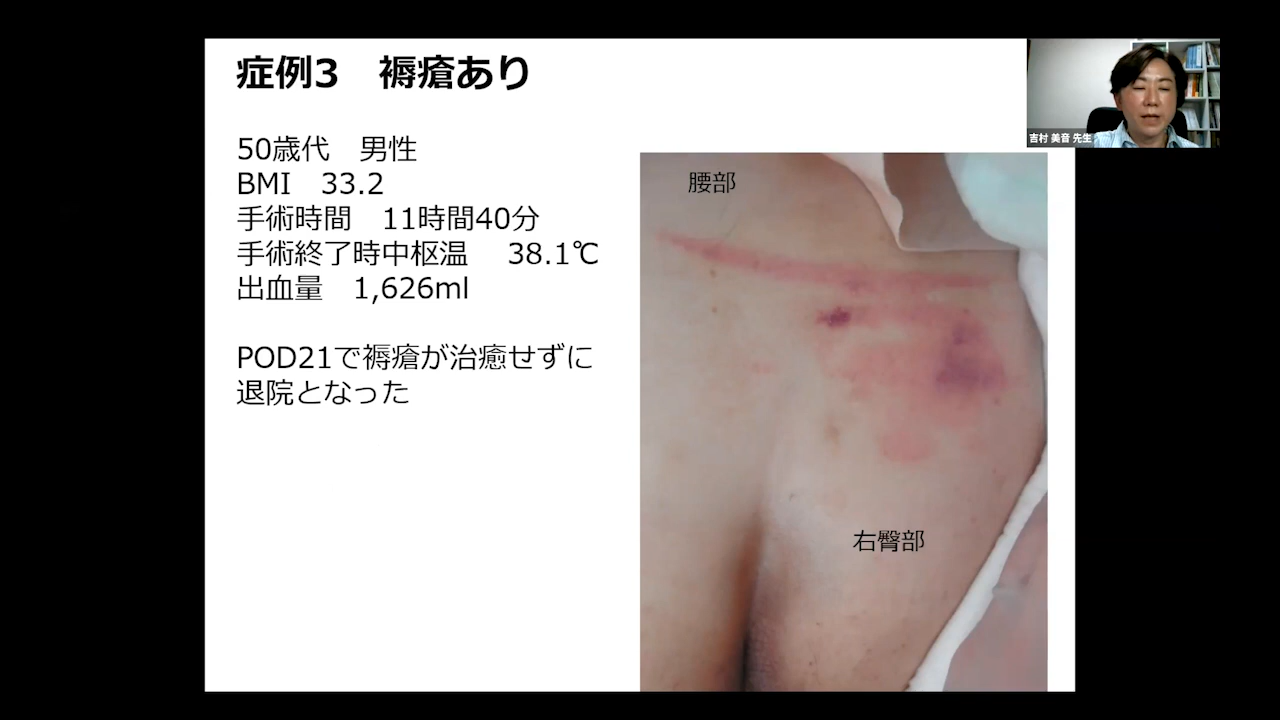 症例3　褥瘡あり
50歳代　男性
BMI　33.2
手術時間　11時間40分
手術終了時中枢温　38.1℃
出血量　1,626ml
POD21で褥瘡が治癒せずに
退院となった
腰部
右臀部
吉村 美音 先生